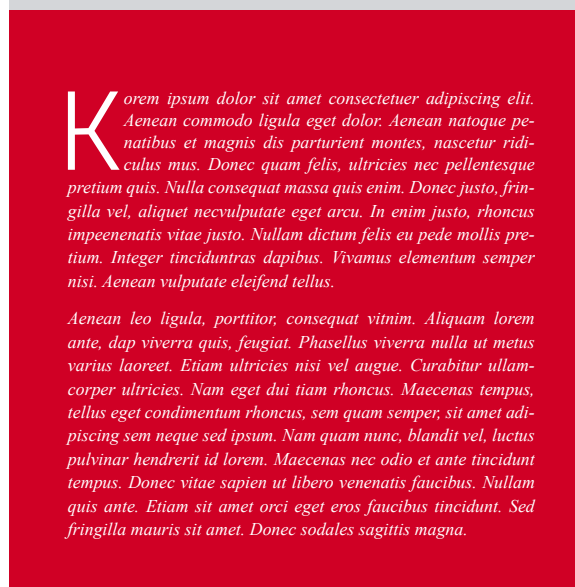 Korem ipsum dolor sit amet consectetuer adipiscing elit.
Aenean commodo ligula eget dolor. Aenean natoque pe-
natibus et magnis dis parturient montes, nascetur ridi-
culus mus. Donec quam felis, ultricies nec pellentesque
pretium quis. Nulla consequat massa quis enim. Donec justo, frin-
gilla vel, aliquet necvulputate eget arcu. In enim justo, rhoncus
impeenenatis vitae justo. Nullam dictum felis eu pede mollis pre-
tium. Integer tinciduntras dapibus. Vivamus elementum semper
nisi. Aenean vulputate eleifend tellus.
Aenean leo ligula, porttitor, consequat vitnim. Aliquam lorem
ante, dap viverra quis, feugiat. Phasellus viverra nulla ut metus
varius laoreet. Etiam ultricies nisi vel augue. Curabitur ullam-
corper ultricies. Nam eget dui tiam rhoncus. Maecenas tempus,
tellus eget condimentum rhoncus, sem quam semper, sit amet adi-
piscing sem neque sed ipsum. Nam quam nunc, blandit vel, luctus
pulvinar hendrerit id lorem. Maecenas nec odio et ante tincidunt
tempus. Donec vitae sapien ut libero venenatis faucibus. Nullam
quis ante. Etiam sit amet orci eget eros faucibus tincidunt. Sed
fringilla mauris sit amet. Donec sodales sagittis magna.